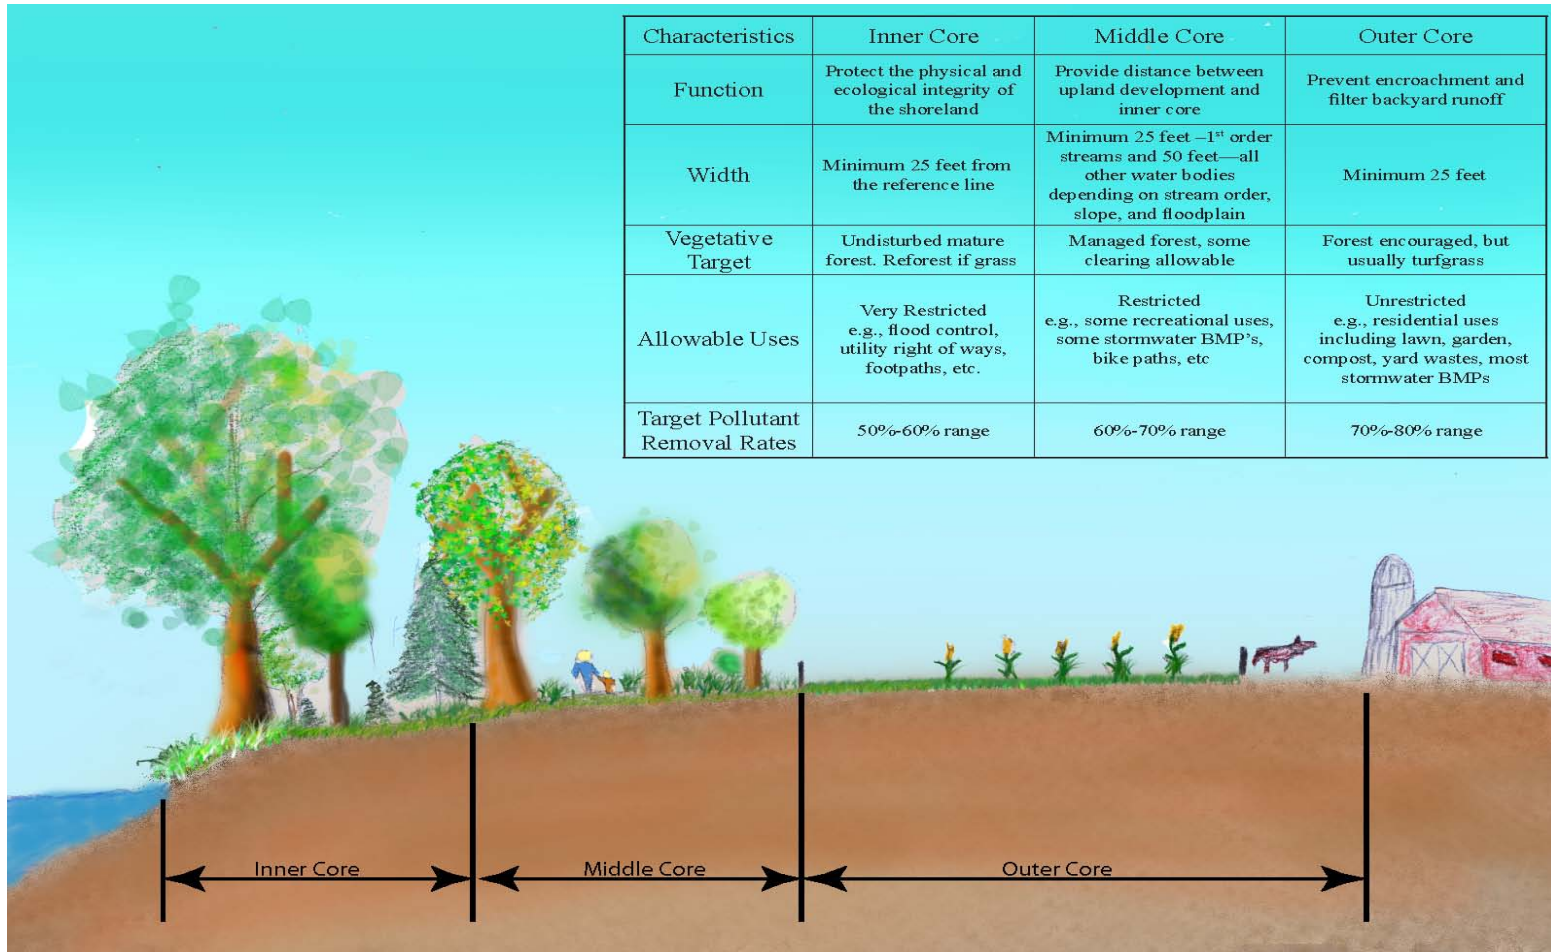 Characteristics
Inner Core
Middle Core
Outer Core
Function
Protect the physical and
ecological integrity of
the shoreland
Provide distance between
upland development and
inner core
Prevent encroachment and
filter backyard runoff
Width
Minimum 25 feet from
the reference line
Minimum 25 feet –1st order
streams and 50 feet—all
other water bodies
depending on stream order,
slope, and floodplain
Minimum 25 feet
Vegetative
Target
Undisturbed mature
forest. Reforest if grass
Managed forest, some
clearing allowable
Forest encouraged, but
usually turfgrass
Allowable Uses
Very Restricted
e.g., flood control,
utility right of ways,
footpaths, etc.
Restricted
e.g., some recreational uses,
some stormwater BMP's,
bike paths, etc
Unrestricted
e.g., residential uses
including lawn, garden,
compost, yard wastes, most
stormwater BMPs
Target Pollutant
Removal Rates
50%-60% range
60%-70% range
70%-80% range
Inner Core
Middle Core
Outer Core